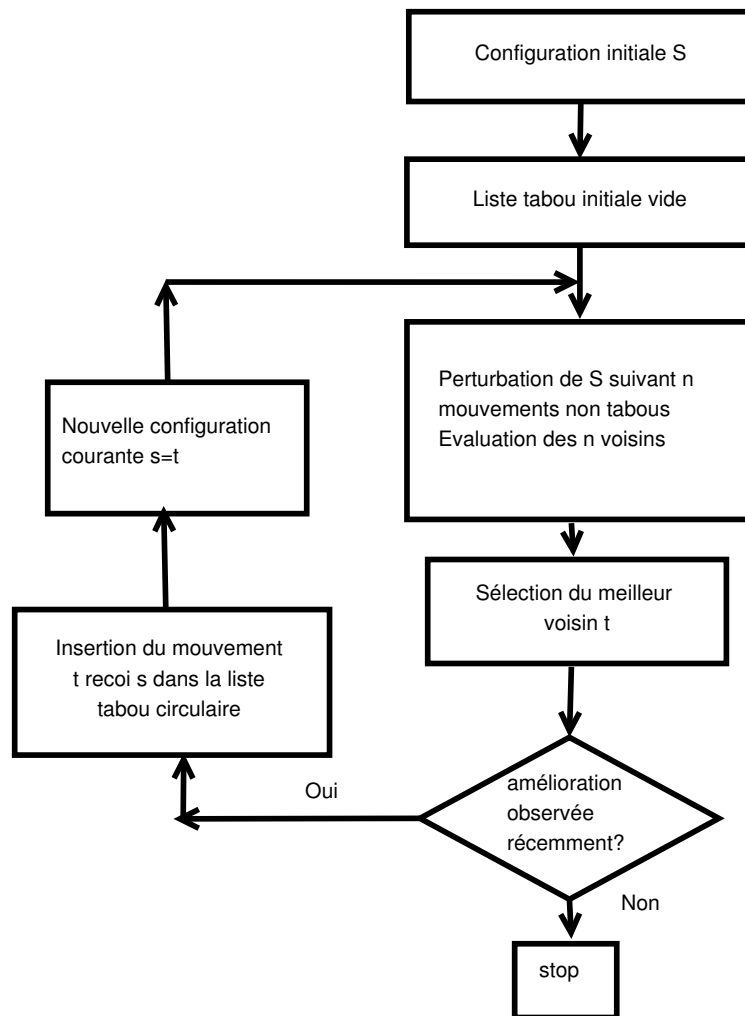 Configuration initiale S
Liste tabou initiale vide
Perturbation de S suivant n
mouvements non tabous
Evaluation des n voisins
Nouvelle configuration
courante s=t
Sélection du meilleur
voisin t
Insertion du mouvement
t recoi s dans la liste
tabou circulaire
amélioration
observée
récemment?
Oui
Non
stop